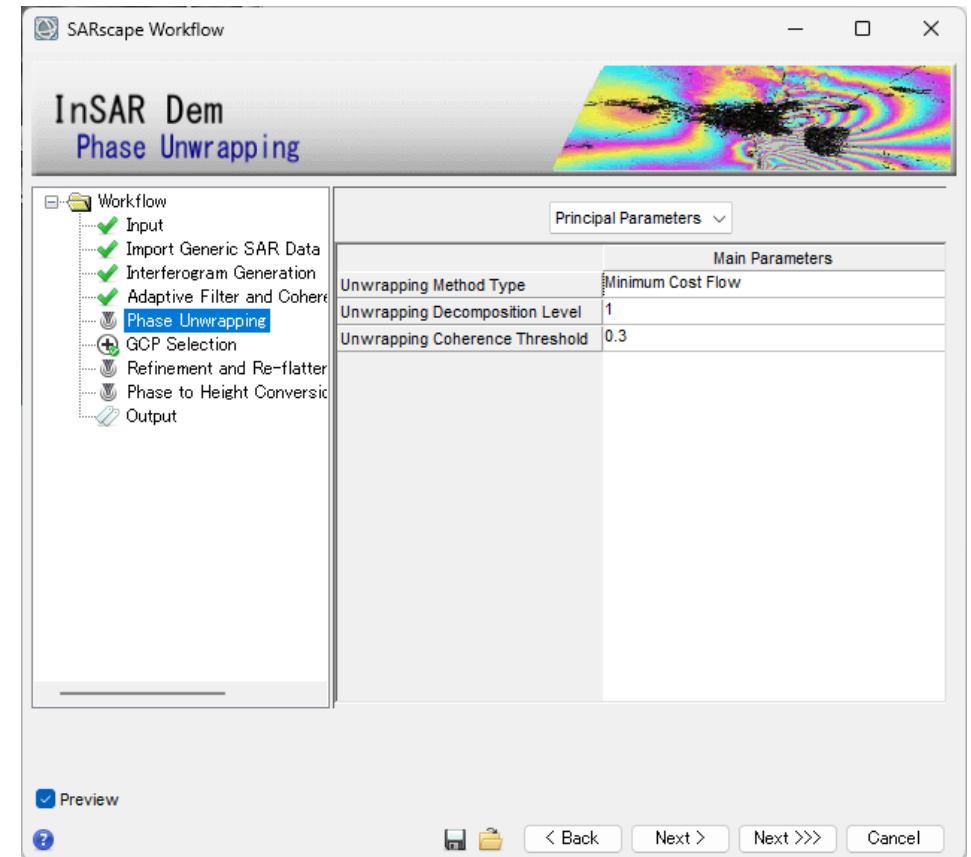 SARscape Workflow
InSAR Dem
Phase Unwrapping
Workflow
Input
Import Generic SAR Data
Interferogram Generation
Adaptive Filter and Cohere
Phase Unwrapping
GCP Selection
Refinement and Re-flatter
Phase to Height Conversic
Output
Principal Parameters
Main Parameters
Unwrapping Method Type Minimum Cost Flow
Unwrapping Decomposition Level 1
Unwrapping Coherence Threshold 0.3
Preview
< Back Next > Next >>> Cancel